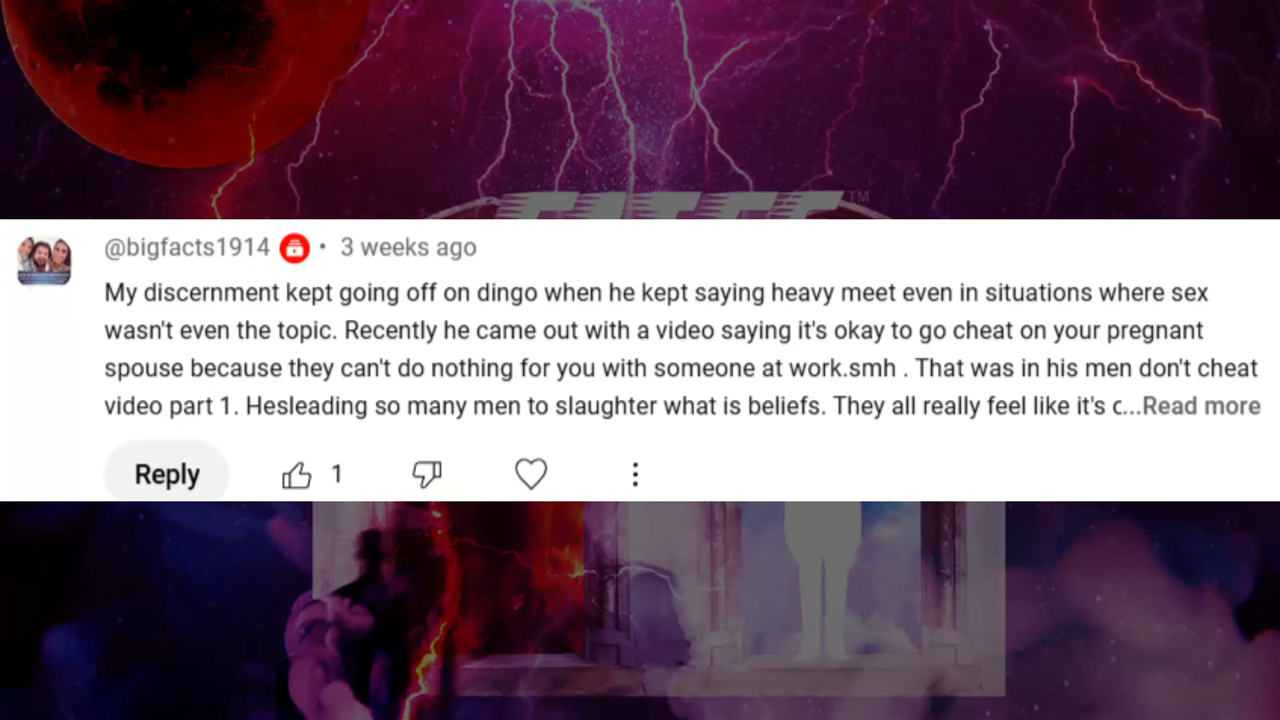 TM
@bigfacts1914 • 3 weeks ago
My discernment kept going off on dingo when he kept saying heavy meet even in situations where sex
wasn't even the topic. Recently he came out with a video saying it's okay to go cheat on your pregnant
spouse because they can't do nothing for you with someone at work.smh . That was in his men don't cheat
video part 1. Hesleading so many men to slaughter what is beliefs. They all really feel like it's c...Read more
Reply 1